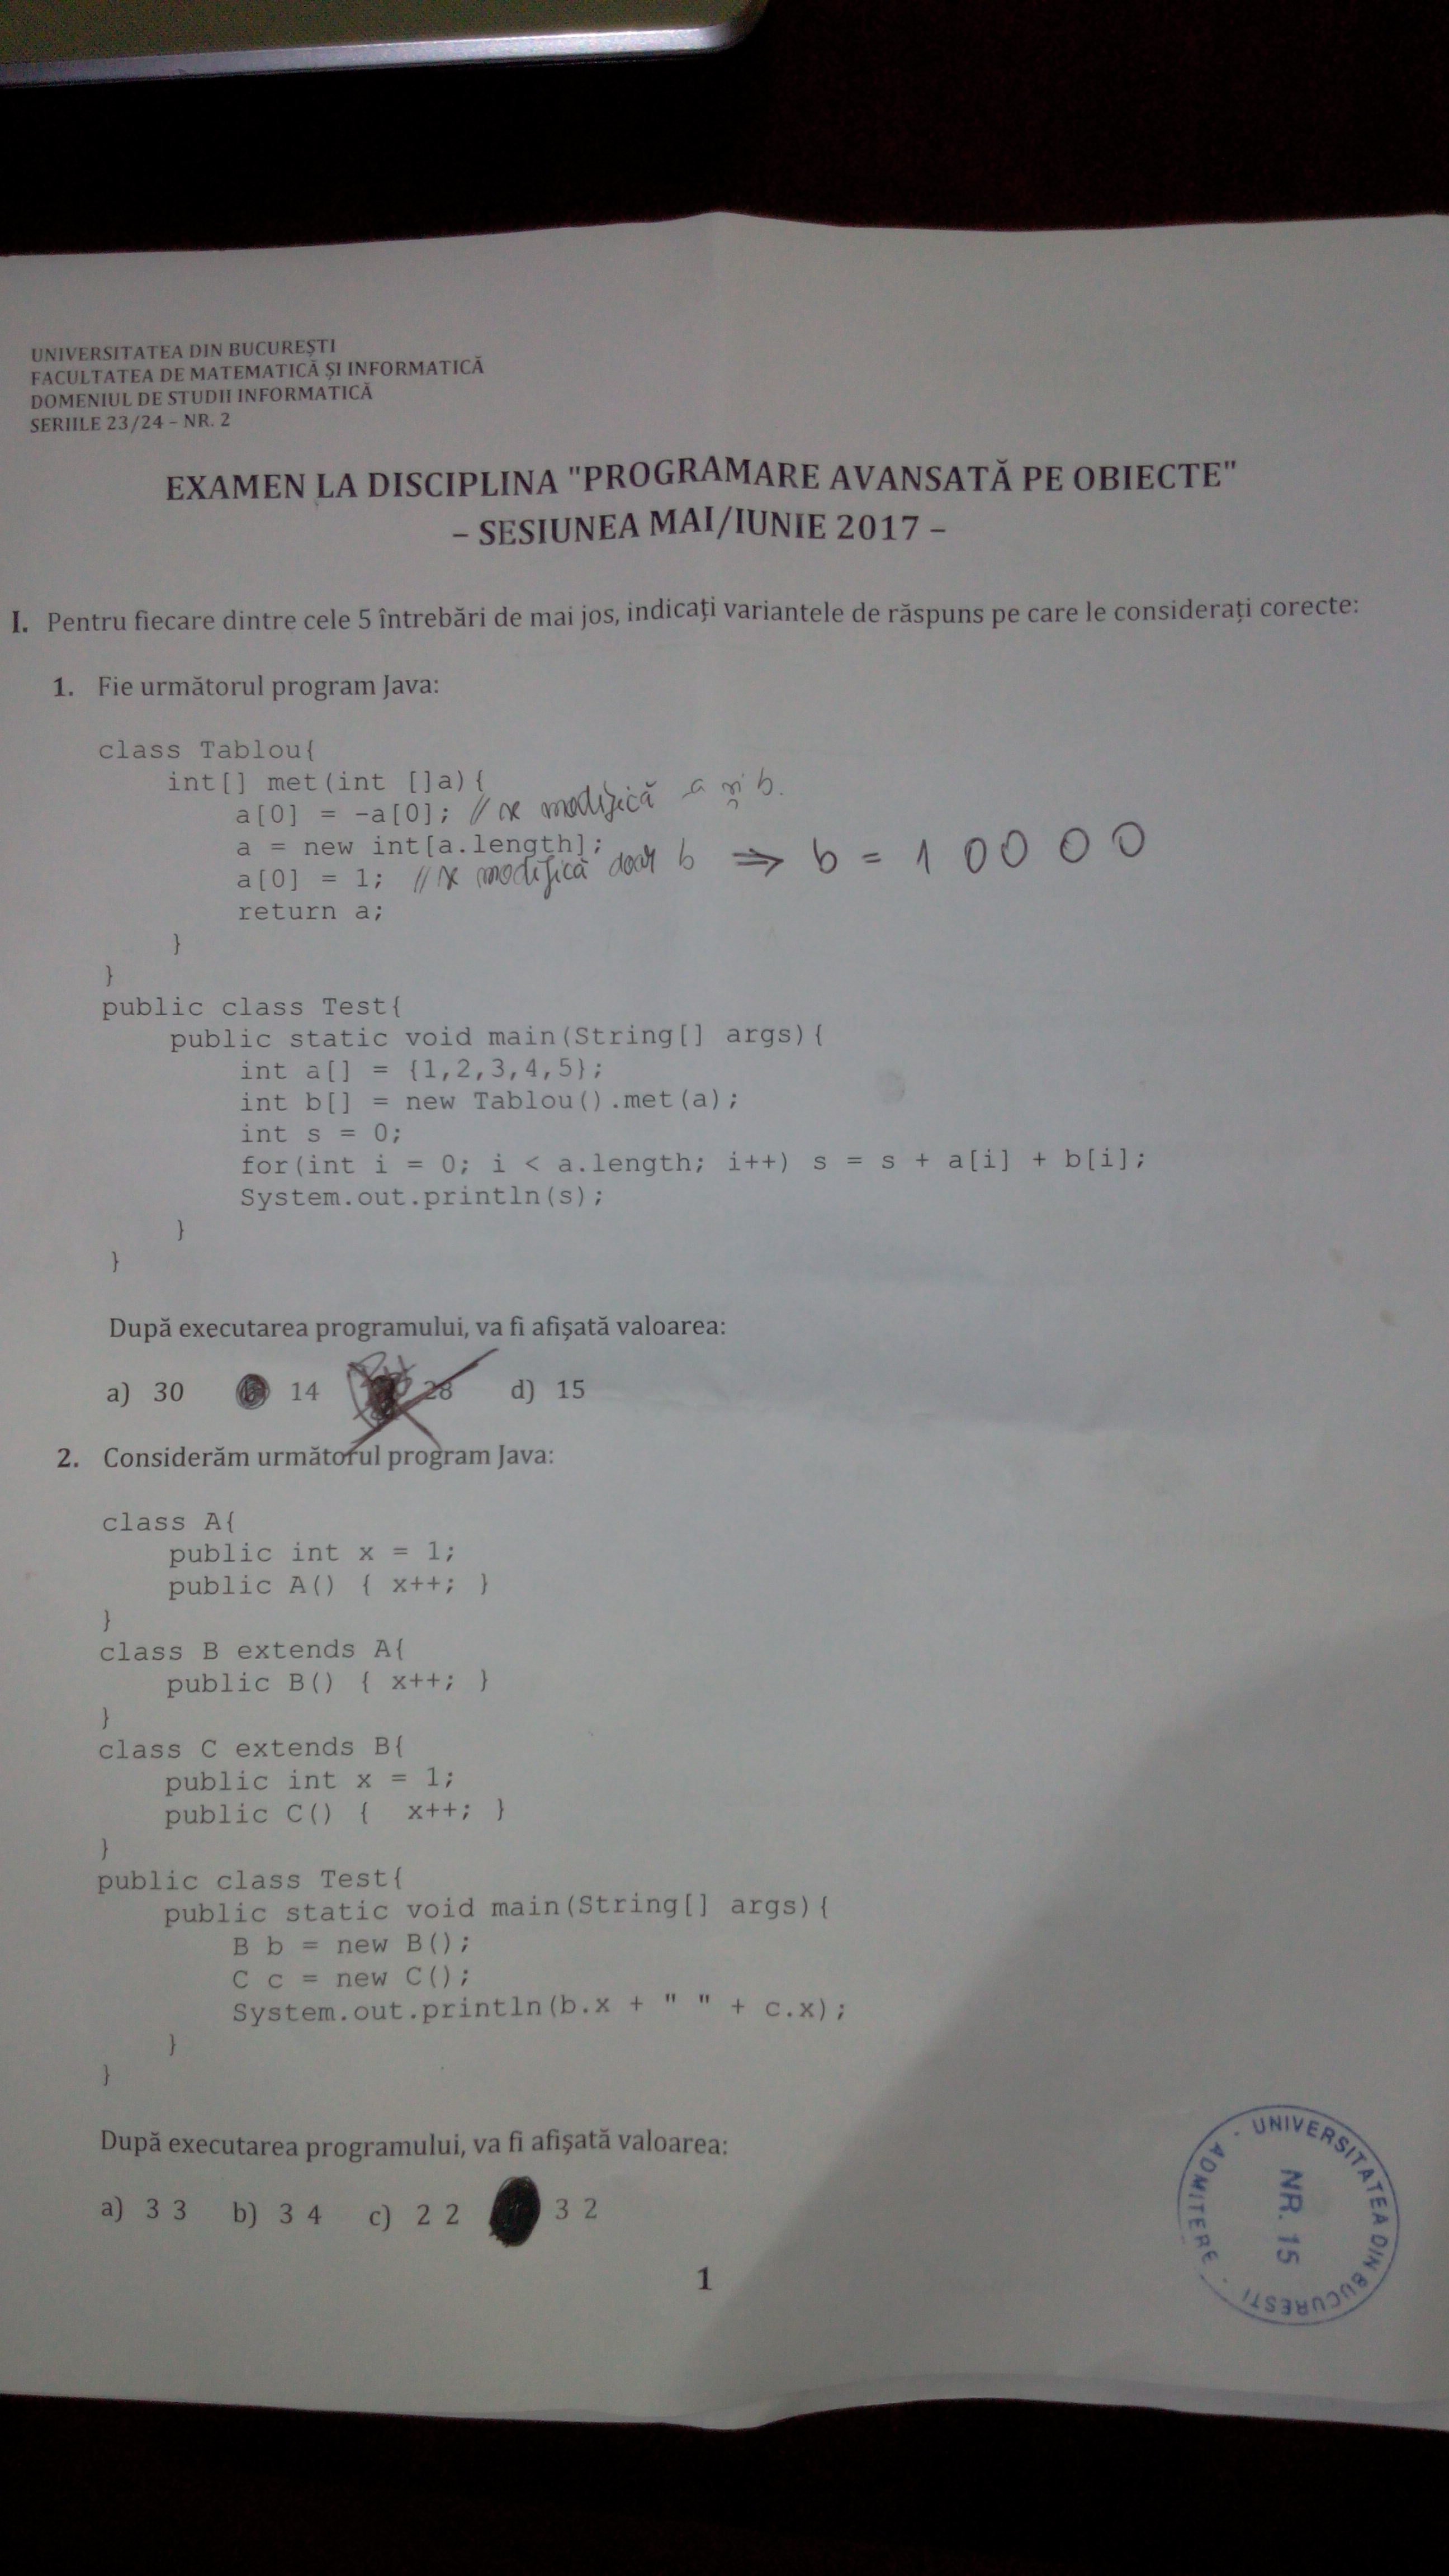 UNIVERSITATEA DIN BUCUREŞTI
FACULTATEA DE MATEMATICĂ ŞI INFORMATICĂ
DOMENIUL DE STUDII INFORMATICĂ
SERIILE 23/24 – NR. 2
EXAMEN LA DISCIPLINA "PROGRAMARE AVANSATĂ PE OBIECTE"
– SESIUNEA MAI/IUNIE 2017 –
I. Pentru fiecare dintre cele 5 întrebări de mai jos, indicaţi variantele de răspuns pe care le consideraţi corecte:
1. Fie următorul program Java:
class Tablou{
int[] met(int []a){
a[0] = -a[0]; // se modifică a și b.
a = new int[a.length];
a[0] = 1; // se modifică doar b ⇒ b = 1 0 0 0 0
return a;
}
}
public class Test{
public static void main(String[] args){
int a[] = {1,2,3,4,5};
int b[] = new Tablou().met(a);
int s = 0;
for(int i = 0; i < a.length; i++) s = s + a[i] + b[i];
System.out.println(s);
}
}
După executarea programului, va fi afişată valoarea:
a) 30 14 28 d) 15
2. Considerăm următorul program Java:
class A{
public int x = 1;
public A() { x++; }
}
class B extends A{
public B() { x++; }
}
class C extends B{
public int x = 1;
public C() { x++; }
}
public class Test{
public static void main(String[] args){
B b = new B();
C c = new C();
System.out.println(b.x + " " + c.x);
}
}
După executarea programului, va fi afişată valoarea:
a) 3 3 b) 3 4 c) 2 2 3 2
1
UNIVERSITATEA DIN BUCURESTI
· ADMITERE ·
NR. 15